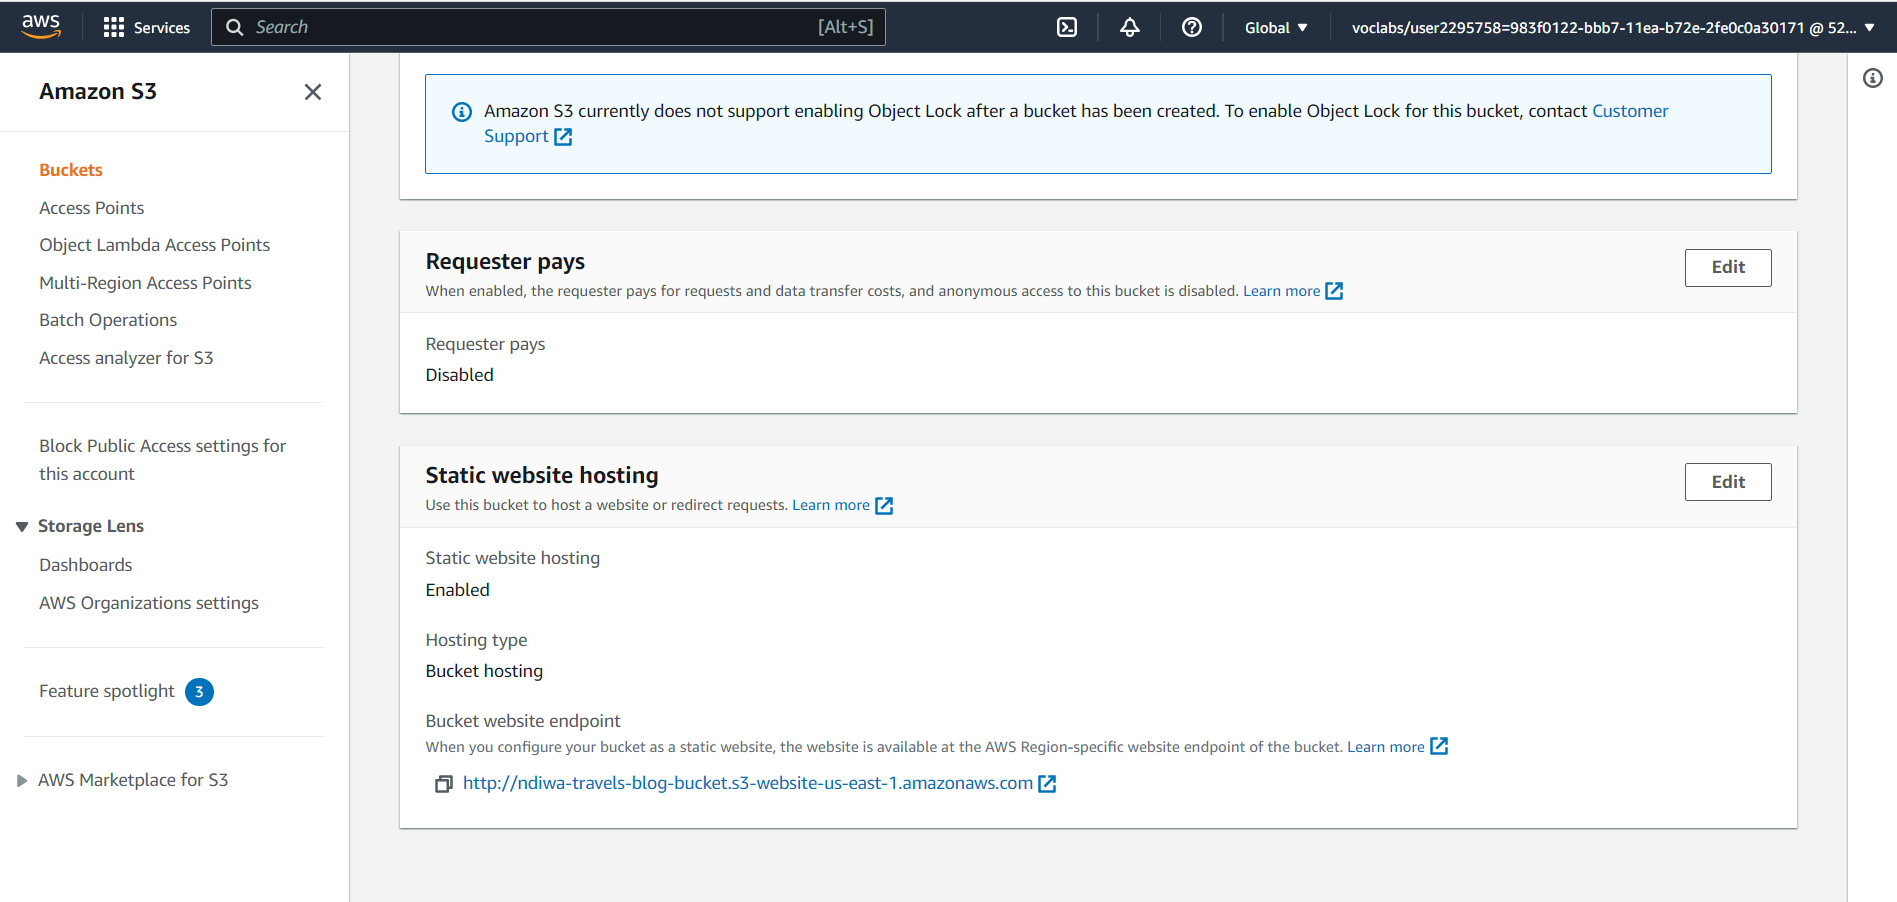 aws
Services
Search
[Alt+S]
Global
voclabs/user2295758=983f0122-bbb7-11ea-b72e-2fe0c0a30171 @ 52...
Amazon S3
Buckets
Access Points
Object Lambda Access Points
Multi-Region Access Points
Batch Operations
Access analyzer for S3
Block Public Access settings for
this account
Storage Lens
Dashboards
AWS Organizations settings
Feature spotlight 3
AWS Marketplace for S3
Amazon S3 currently does not support enabling Object Lock after a bucket has been created. To enable Object Lock for this bucket, contact Customer
Support
Requester pays
Edit
When enabled, the requester pays for requests and data transfer costs, and anonymous access to this bucket is disabled. Learn more
Requester pays
Disabled
Static website hosting
Edit
Use this bucket to host a website or redirect requests. Learn more
Static website hosting
Enabled
Hosting type
Bucket hosting
Bucket website endpoint
When you configure your bucket as a static website, the website is available at the AWS Region-specific website endpoint of the bucket. Learn more
http://ndiwa-travels-blog-bucket.s3-website-us-east-1.amazonaws.com